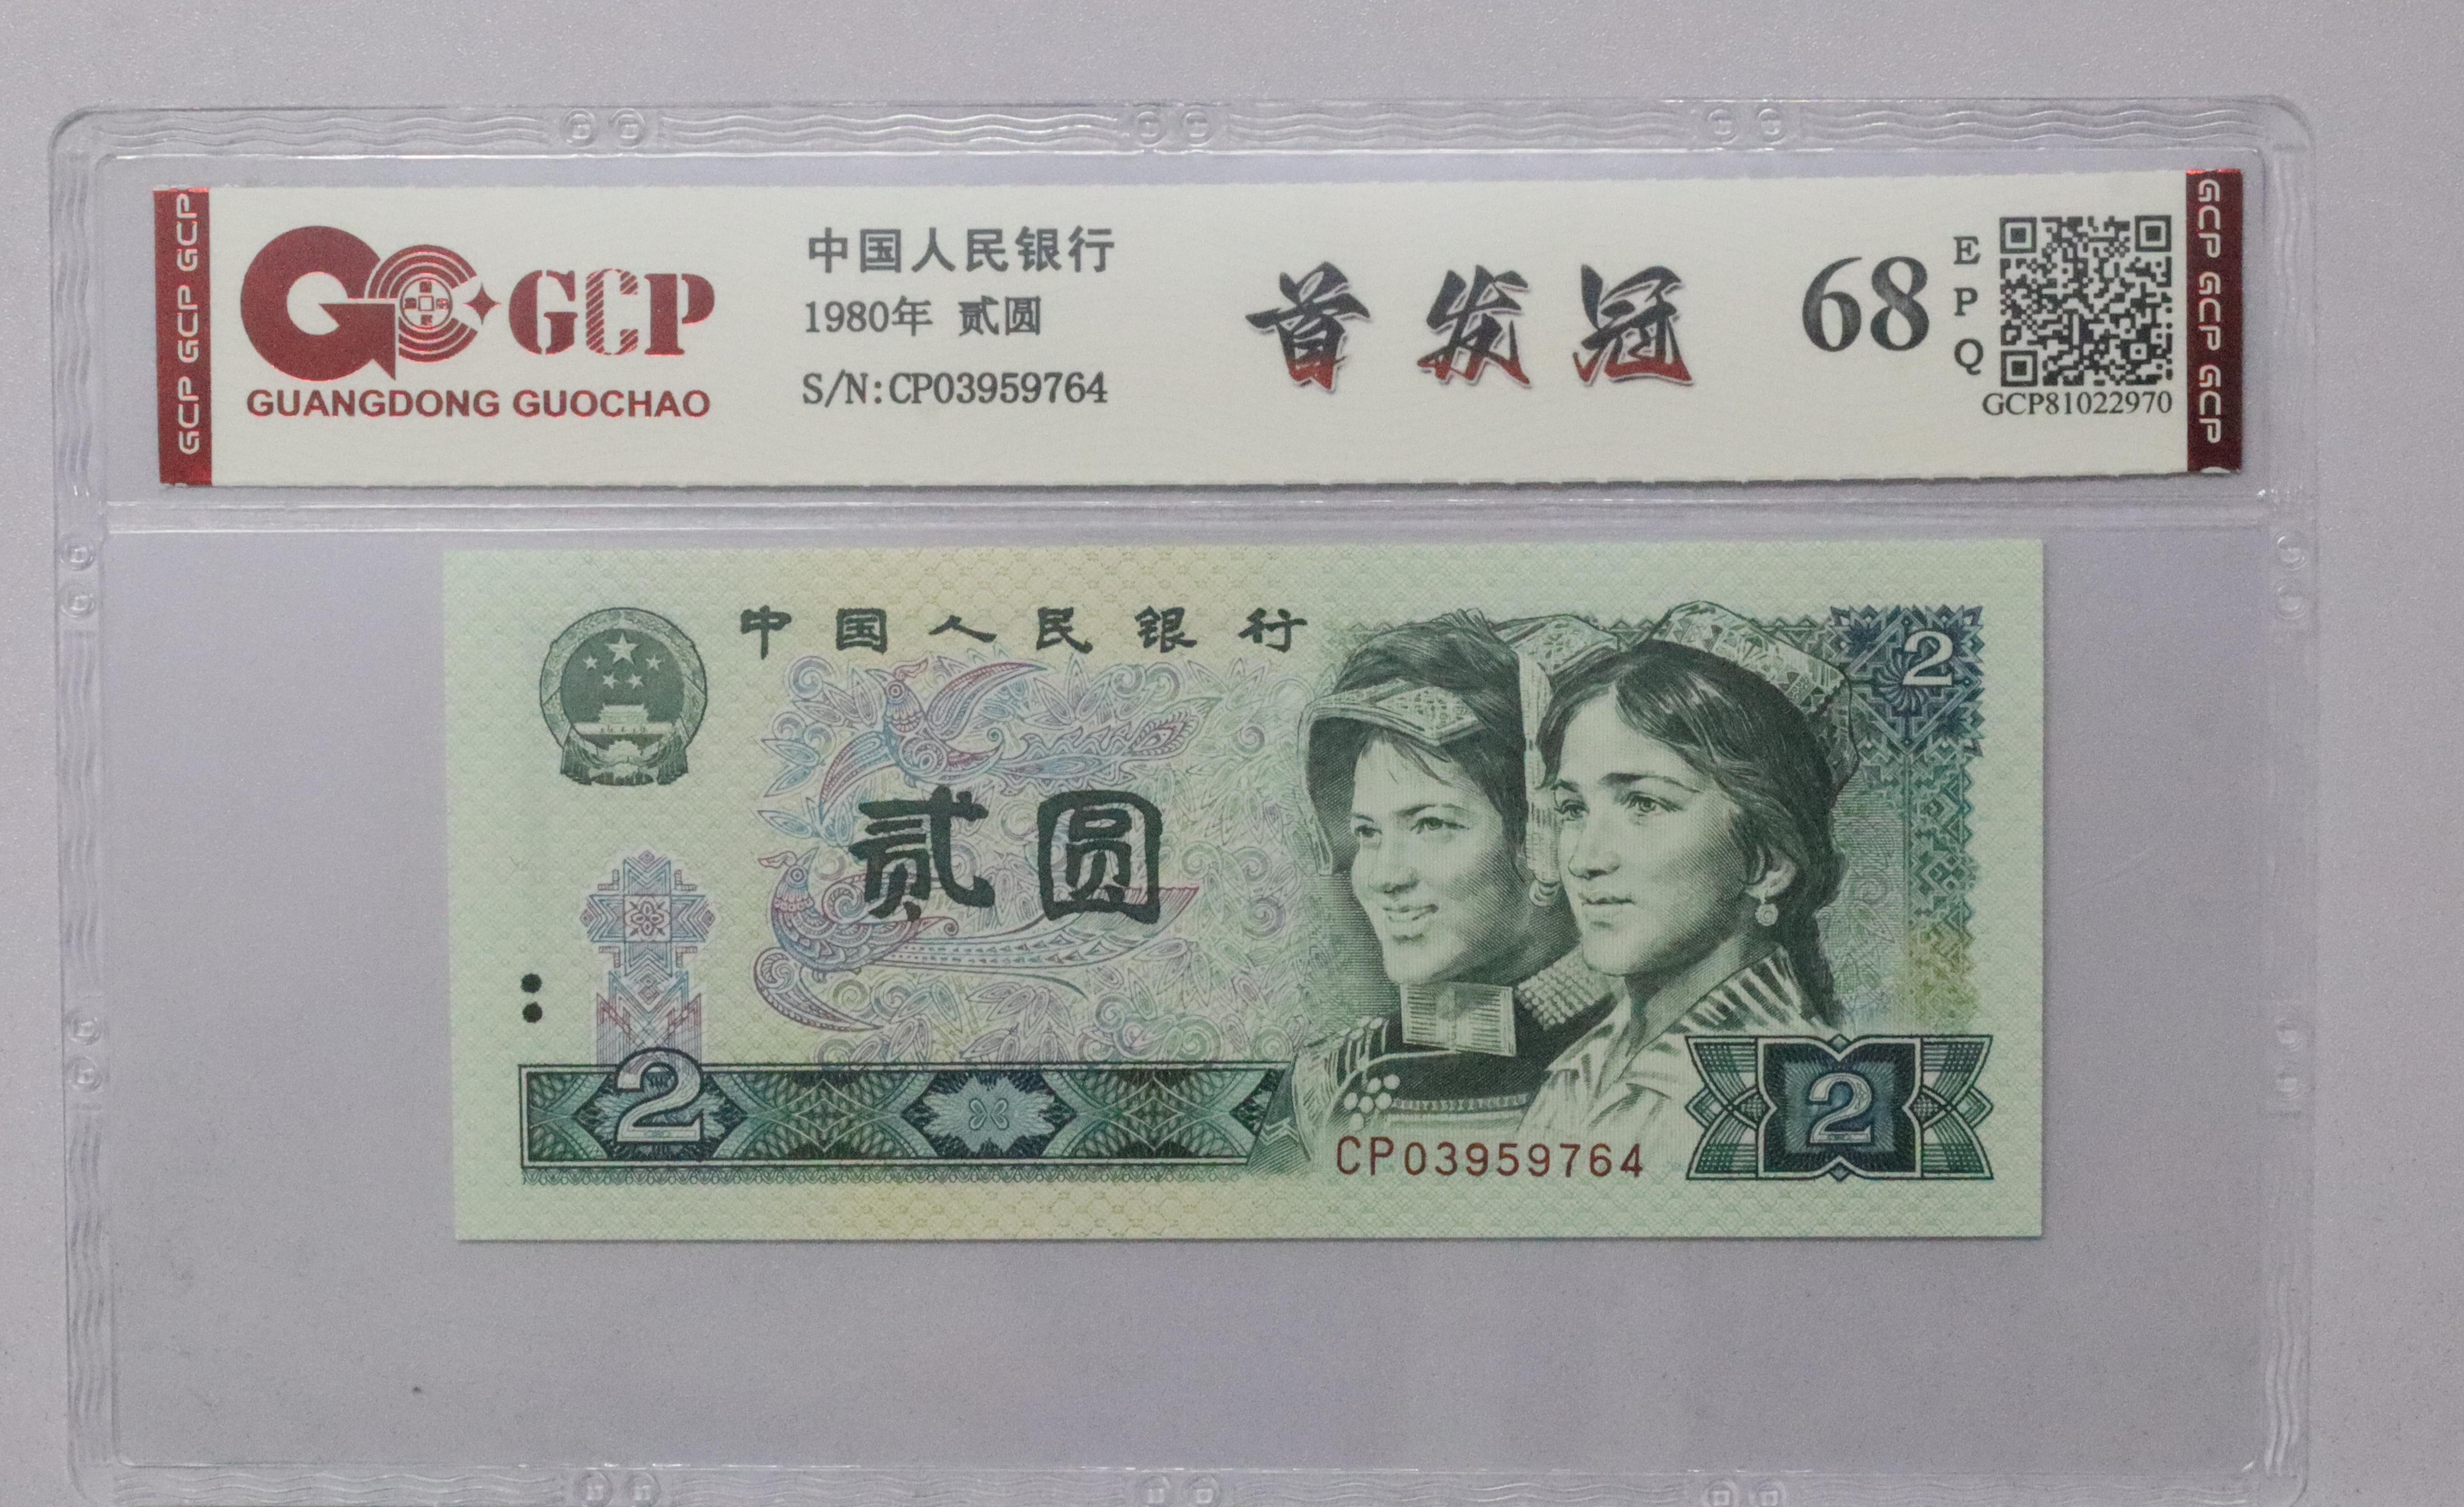 GCP GCP GCP
GCP
GUANGDONG GUOCHAO
中国人民银行
1980年 贰圆
S/N:CP03959764
首发冠
68
E
P
Q
GCP81022970
GCP GCP GCP
中国人民银行
2
贰圆
2
CP03959764
2